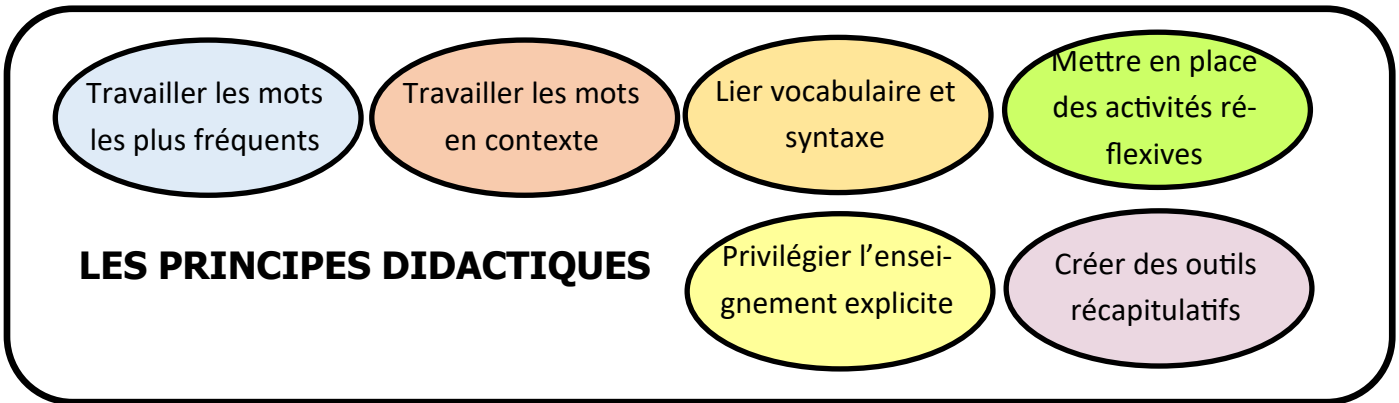 Travailler les mots
les plus fréquents
Travailler les mots
en contexte
Lier vocabulaire et
syntaxe
Mettre en place
des activités ré-
flexives
LES PRINCIPES DIDACTIQUES
Privilégier l’ensei-
gnement explicite
Créer des outils
récapitulatifs